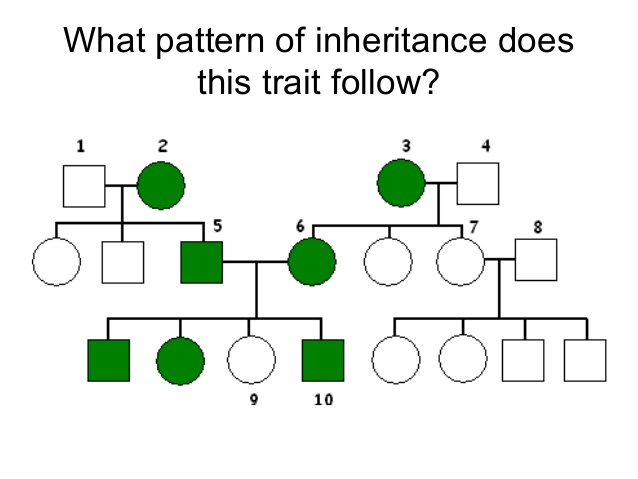 What pattern of inheritance does
this trait follow?
1 2 3 4
5 6 7 8
9 10